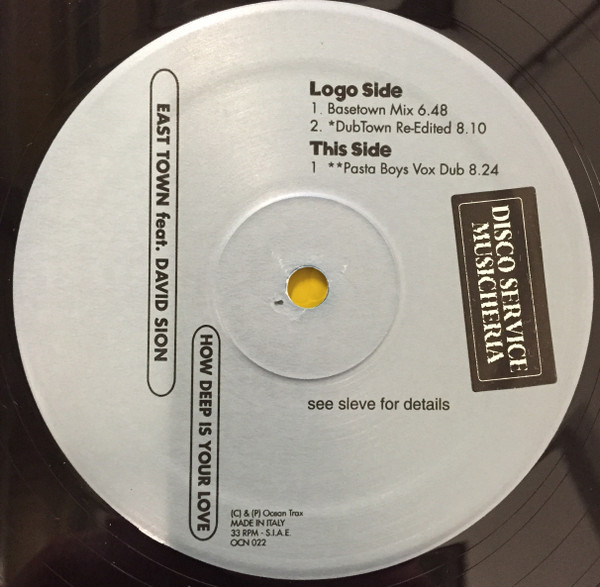 Logo Side
1. Basetown Mix 6.48
2. *DubTown Re-Edited 8.10
This Side
1 **Pasta Boys Vox Dub 8.24
EAST TOWN feat. DAVID SION
HOW DEEP IS YOUR LOVE
DISCO SERVICE
MUSICHERIA
see sleve for details
(C) & (P) Ocean Trax
MADE IN ITALY
33 RPM - S.I.A.E.
OCN 022